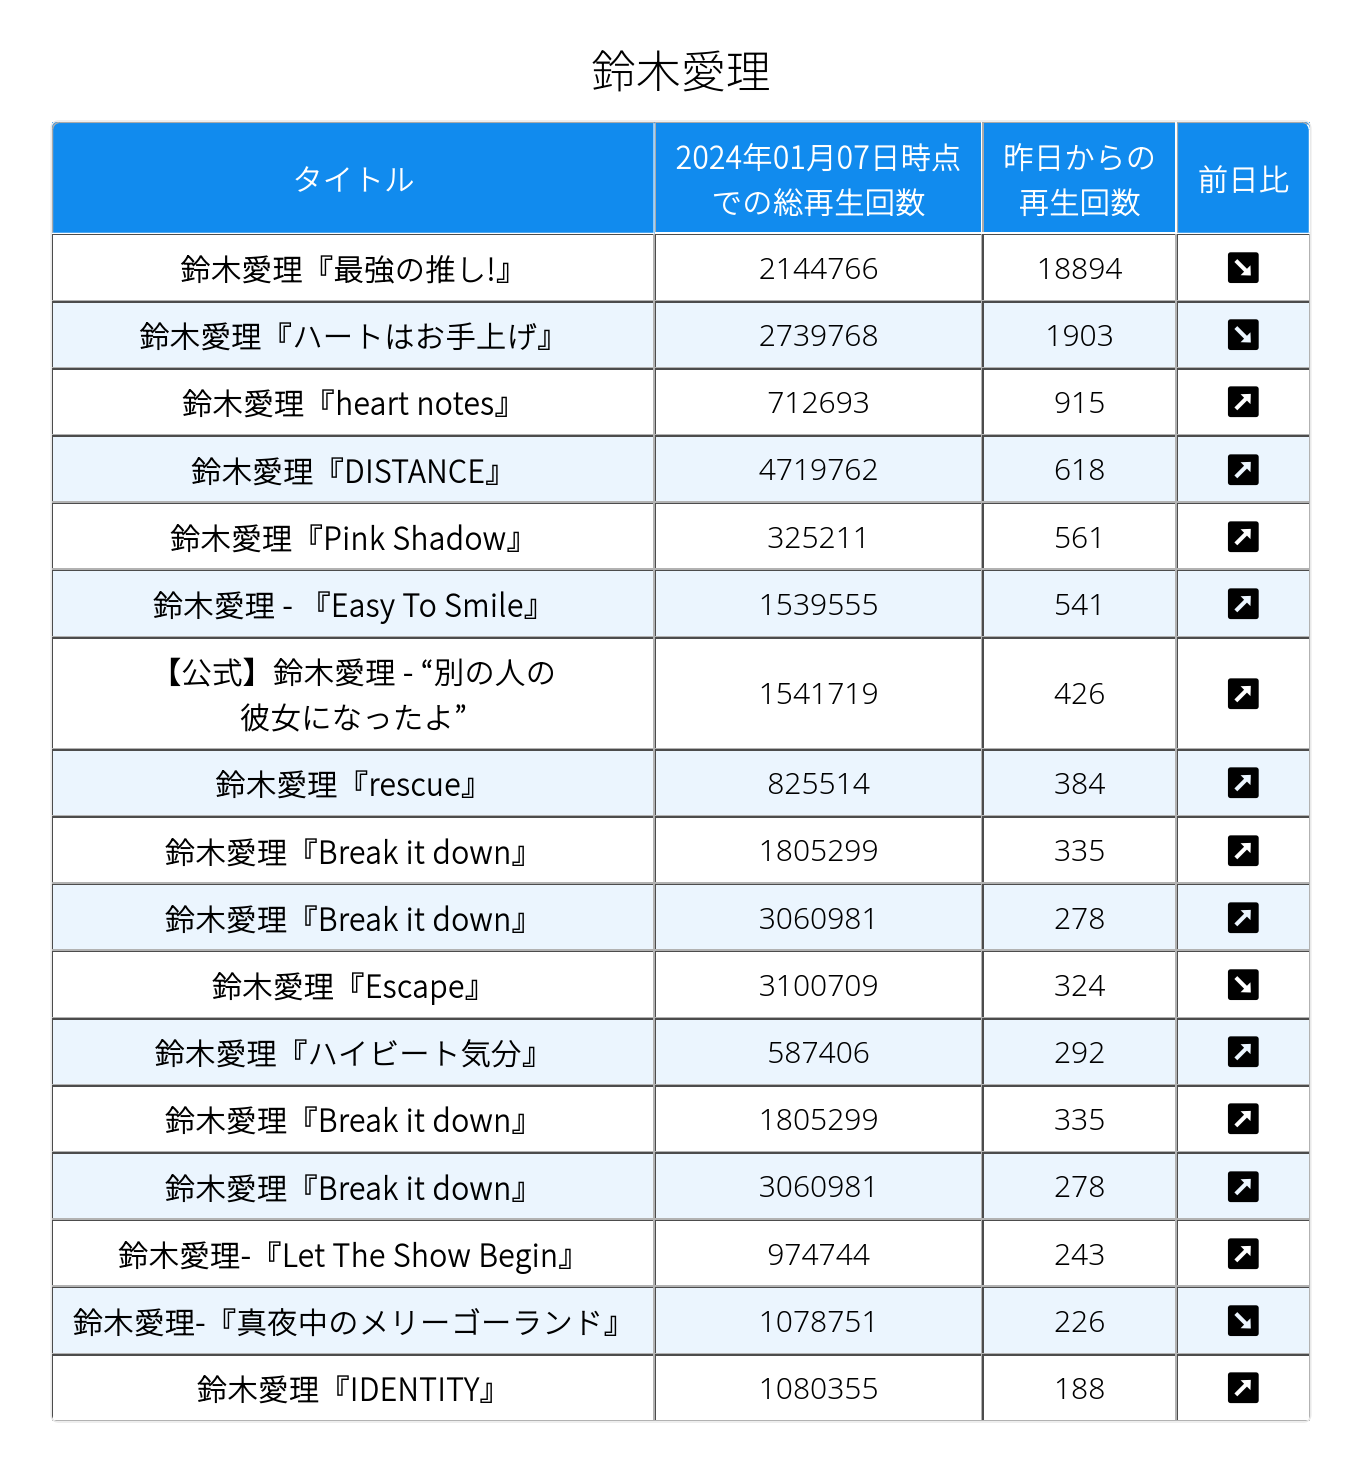 鈴木愛理
タイトル
2024年01月07日時点
での総再生回数
昨日からの
再生回数
前日比
鈴木愛理『最強の推し!』 2144766 18894
鈴木愛理『ハートはお手上げ』 2739768 1903
鈴木愛理『heart notes』 712693 915
鈴木愛理『DISTANCE』 4719762 618
鈴木愛理『Pink Shadow』 325211 561
鈴木愛理 - 『Easy To Smile』 1539555 541
【公式】鈴木愛理 - “別の人の
彼女になったよ” 1541719 426
鈴木愛理『rescue』 825514 384
鈴木愛理『Break it down』 1805299 335
鈴木愛理『Break it down』 3060981 278
鈴木愛理『Escape』 3100709 324
鈴木愛理『ハイビート気分』 587406 292
鈴木愛理『Break it down』 1805299 335
鈴木愛理『Break it down』 3060981 278
鈴木愛理-『Let The Show Begin』 974744 243
鈴木愛理-『真夜中のメリーゴーランド』 1078751 226
鈴木愛理『IDENTITY』 1080355 188